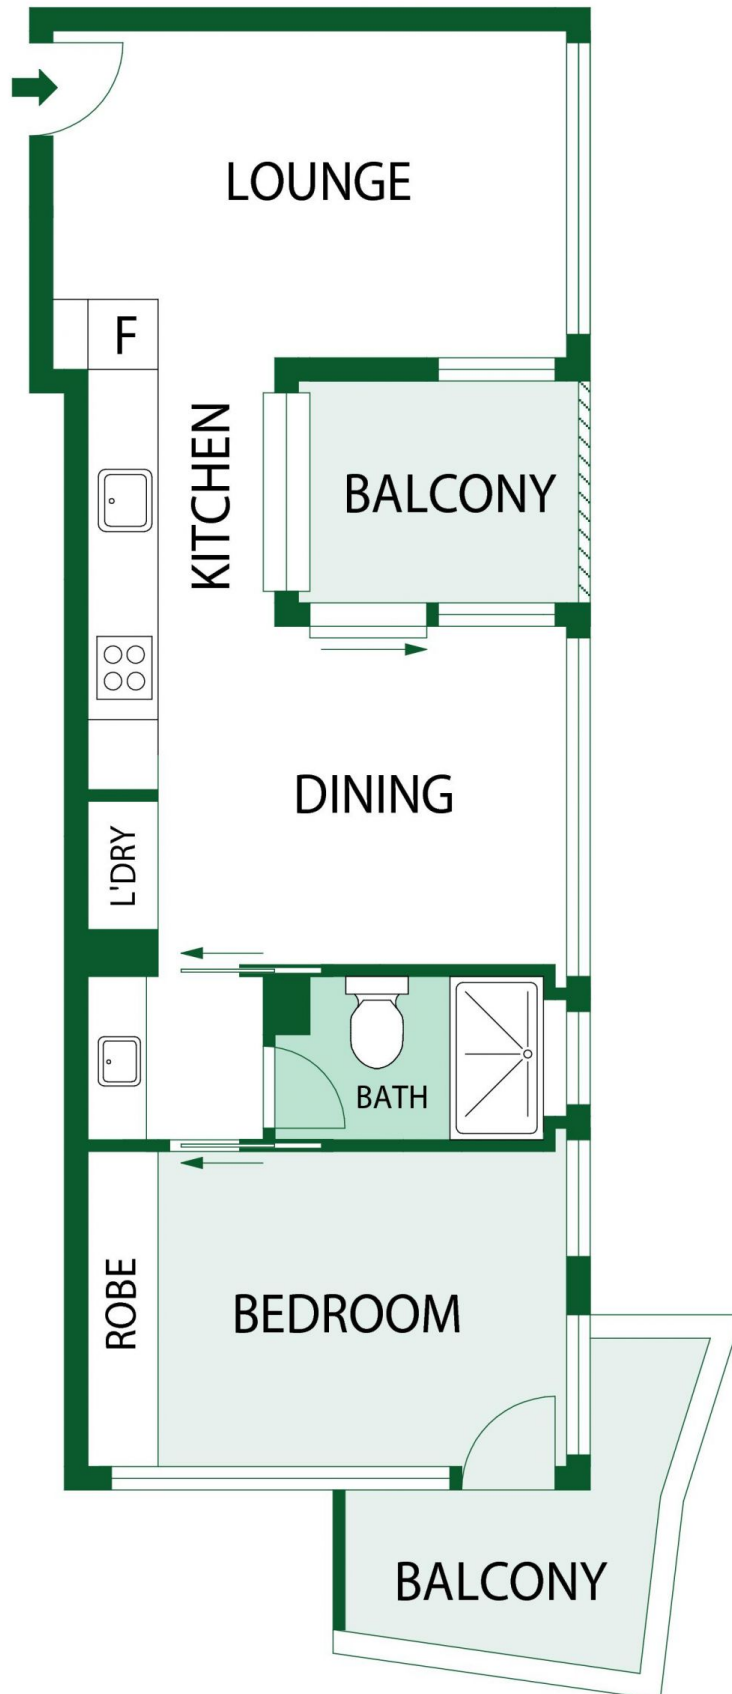 LOUNGE
F
KITCHEN
BALCONY
DINING
L'DRY
BATH
ROBE
BEDROOM
BALCONY